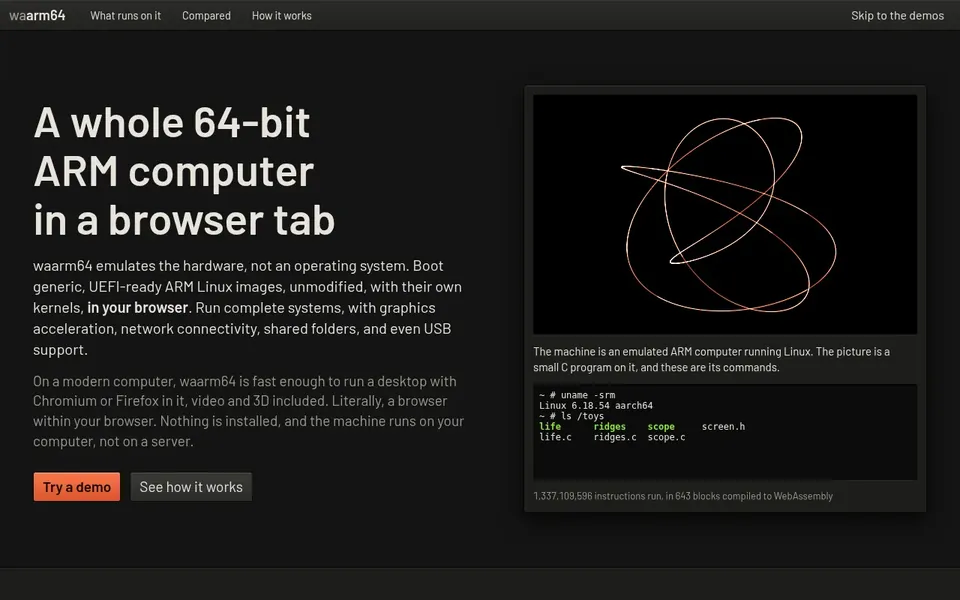 waarm64 What runs on it Compared How it works Skip to the demos
A whole 64-bit
ARM computer
in a browser tab
waarm64 emulates the hardware, not an operating system. Boot
generic, UEFI-ready ARM Linux images, unmodified, with their own
kernels, in your browser. Run complete systems, with graphics
acceleration, network connectivity, shared folders, and even USB
support.
On a modern computer, waarm64 is fast enough to run a desktop with
Chromium or Firefox in it, video and 3D included. Literally, a browser
within your browser. Nothing is installed, and the machine runs on your
computer, not on a server.
Try a demo See how it works
The machine is an emulated ARM computer running Linux. The picture is a
small C program on it, and these are its commands.
~ # uname -srm
Linux 6.18.54 aarch64
~ # ls /toys
life ridges scope screen.h
life.c ridges.c scope.c
1,337,109,596 instructions run, in 643 blocks compiled to WebAssembly